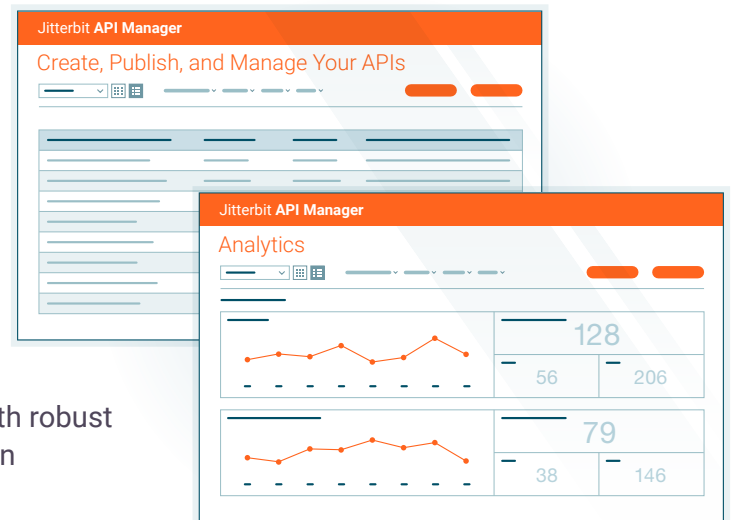 Jitterbit API Manager
Create, Publish, and Manage Your APIs
Jitterbit API Manager
Analytics
128
56 206
79
38 146
robust